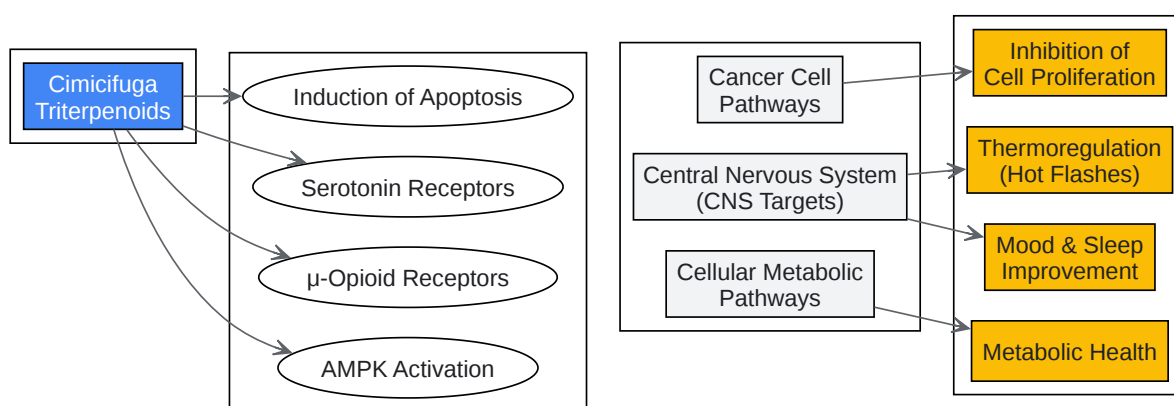 Cimicifuga
Triterpenoids
Induction of Apoptosis
Serotonin Receptors
μ-Opioid Receptors
AMPK Activation
Cancer Cell
Pathways
Central Nervous System
(CNS Targets)
Cellular Metabolic
Pathways
Inhibition of
Cell Proliferation
Thermoregulation
(Hot Flashes)
Mood & Sleep
Improvement
Metabolic Health